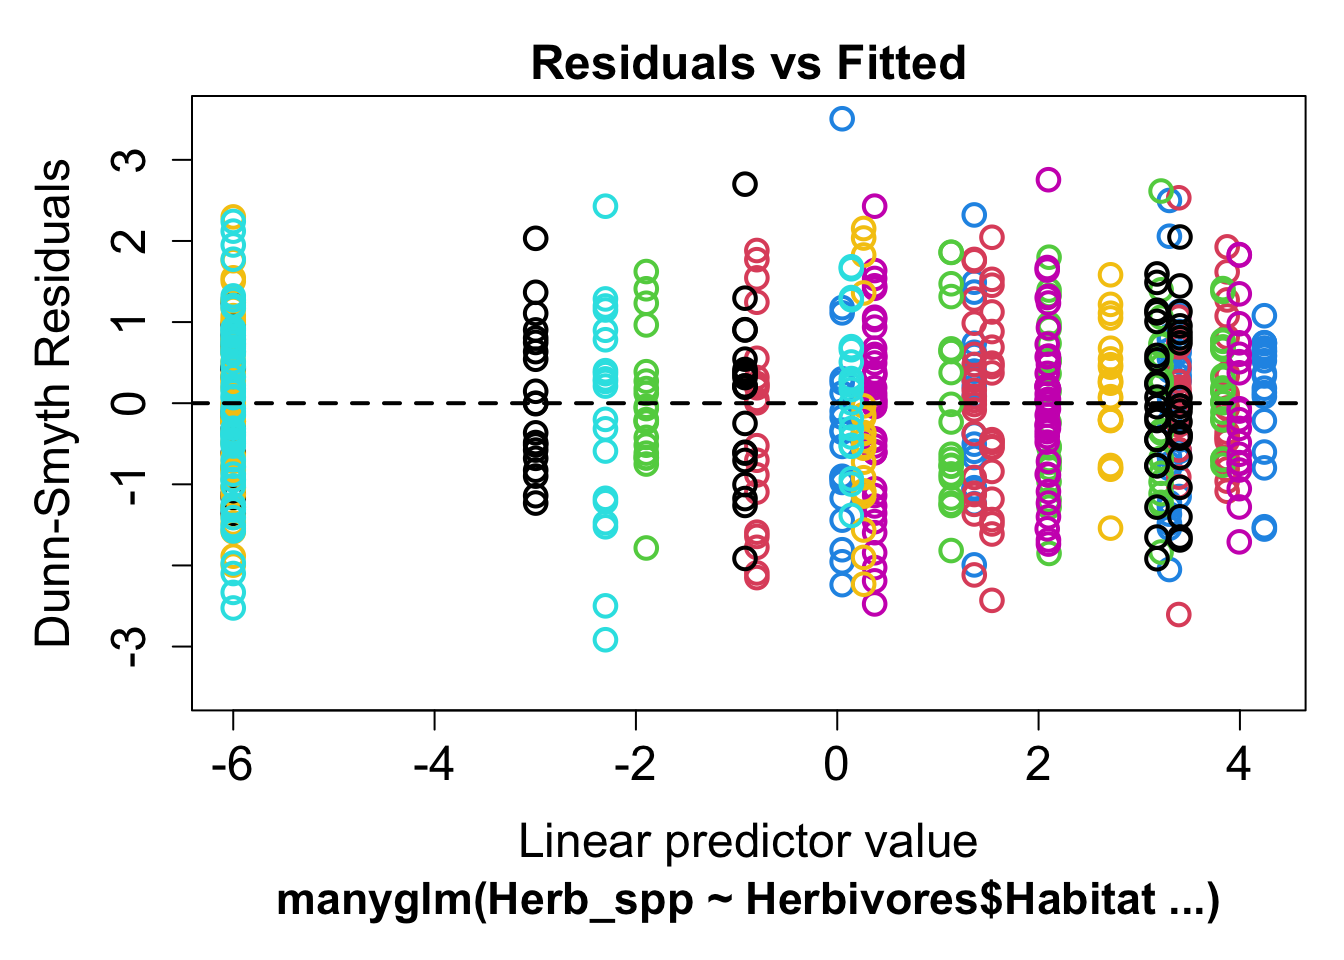 Residuals vs Fitted
Dunn-Smyth Residuals
3
2
1
0
-1
-3
-6 -4 -2 0 2 4
Linear predictor value
manyglm(Herb_spp ~ Herbivores$Habitat ...)